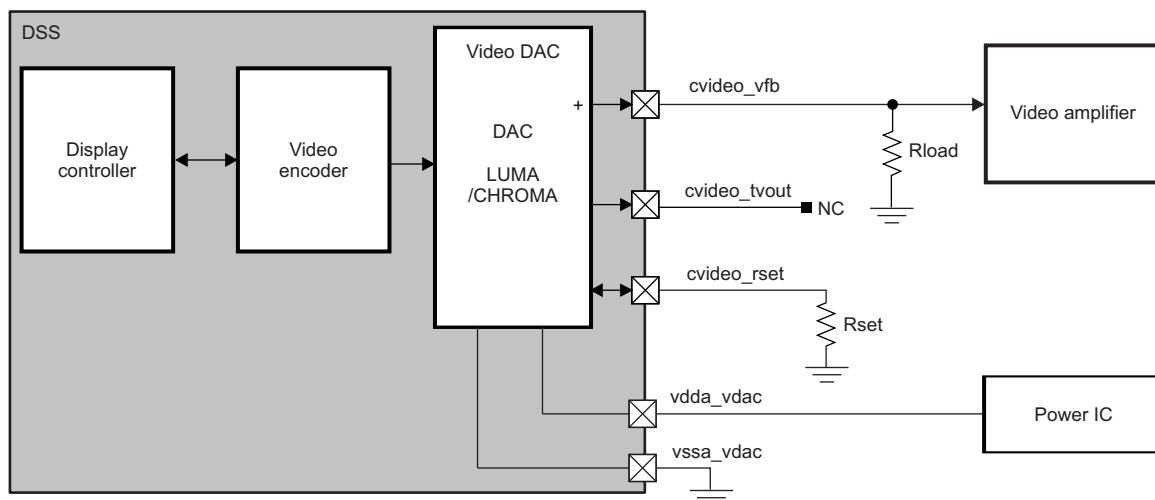 DSS
Display
controller
Video
encoder
Video DAC
+
DAC
LUMA
/CHROMA
cvideo_vfb
Rload
Video amplifier
cvideo_tvout
NC
cvideo_rset
Rset
vdda_vdac
Power IC
vssa_vdac